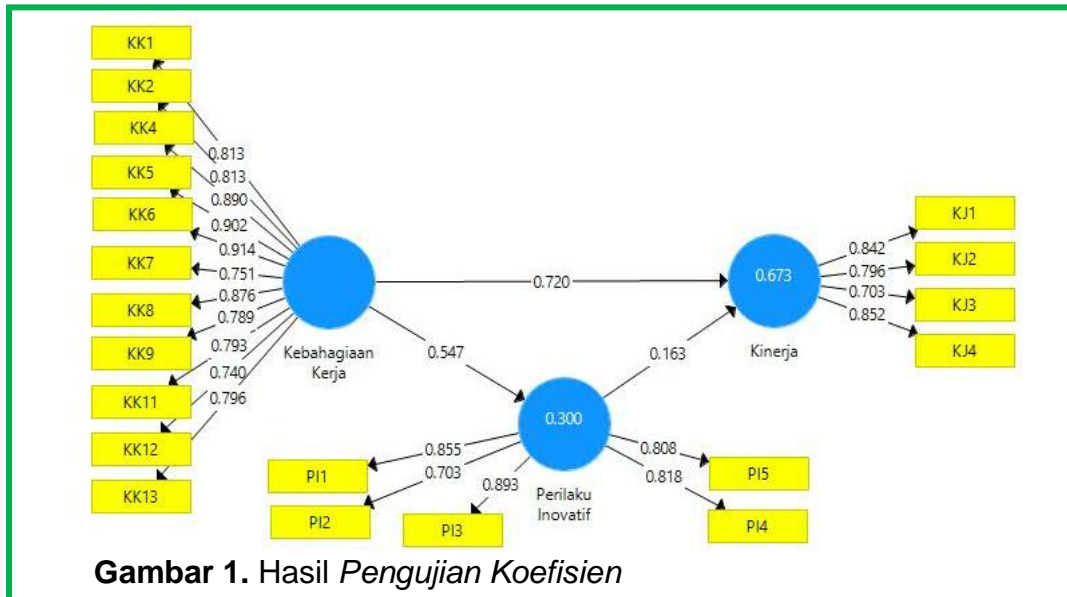 KK1
KK2
KK4
KK5
KK6
KK7
KK8
KK9
KK11
KK12
KK13
0.813
0.813
0.890
0.902
0.914
0.751
0.876
0.789
0.793
0.740
0.796
Kebahagiaan
Kerja
0.720
0.547
0.163
0.673
Kinerja
0.842
0.796
0.703
0.852
KJ1
KJ2
KJ3
KJ4
0.300
Perilaku
Inovatif
0.855
0.703
0.893
0.808
0.818
PI1
PI2
PI3
PI5
PI4
Gambar 1. Hasil Pengujian Koefisien